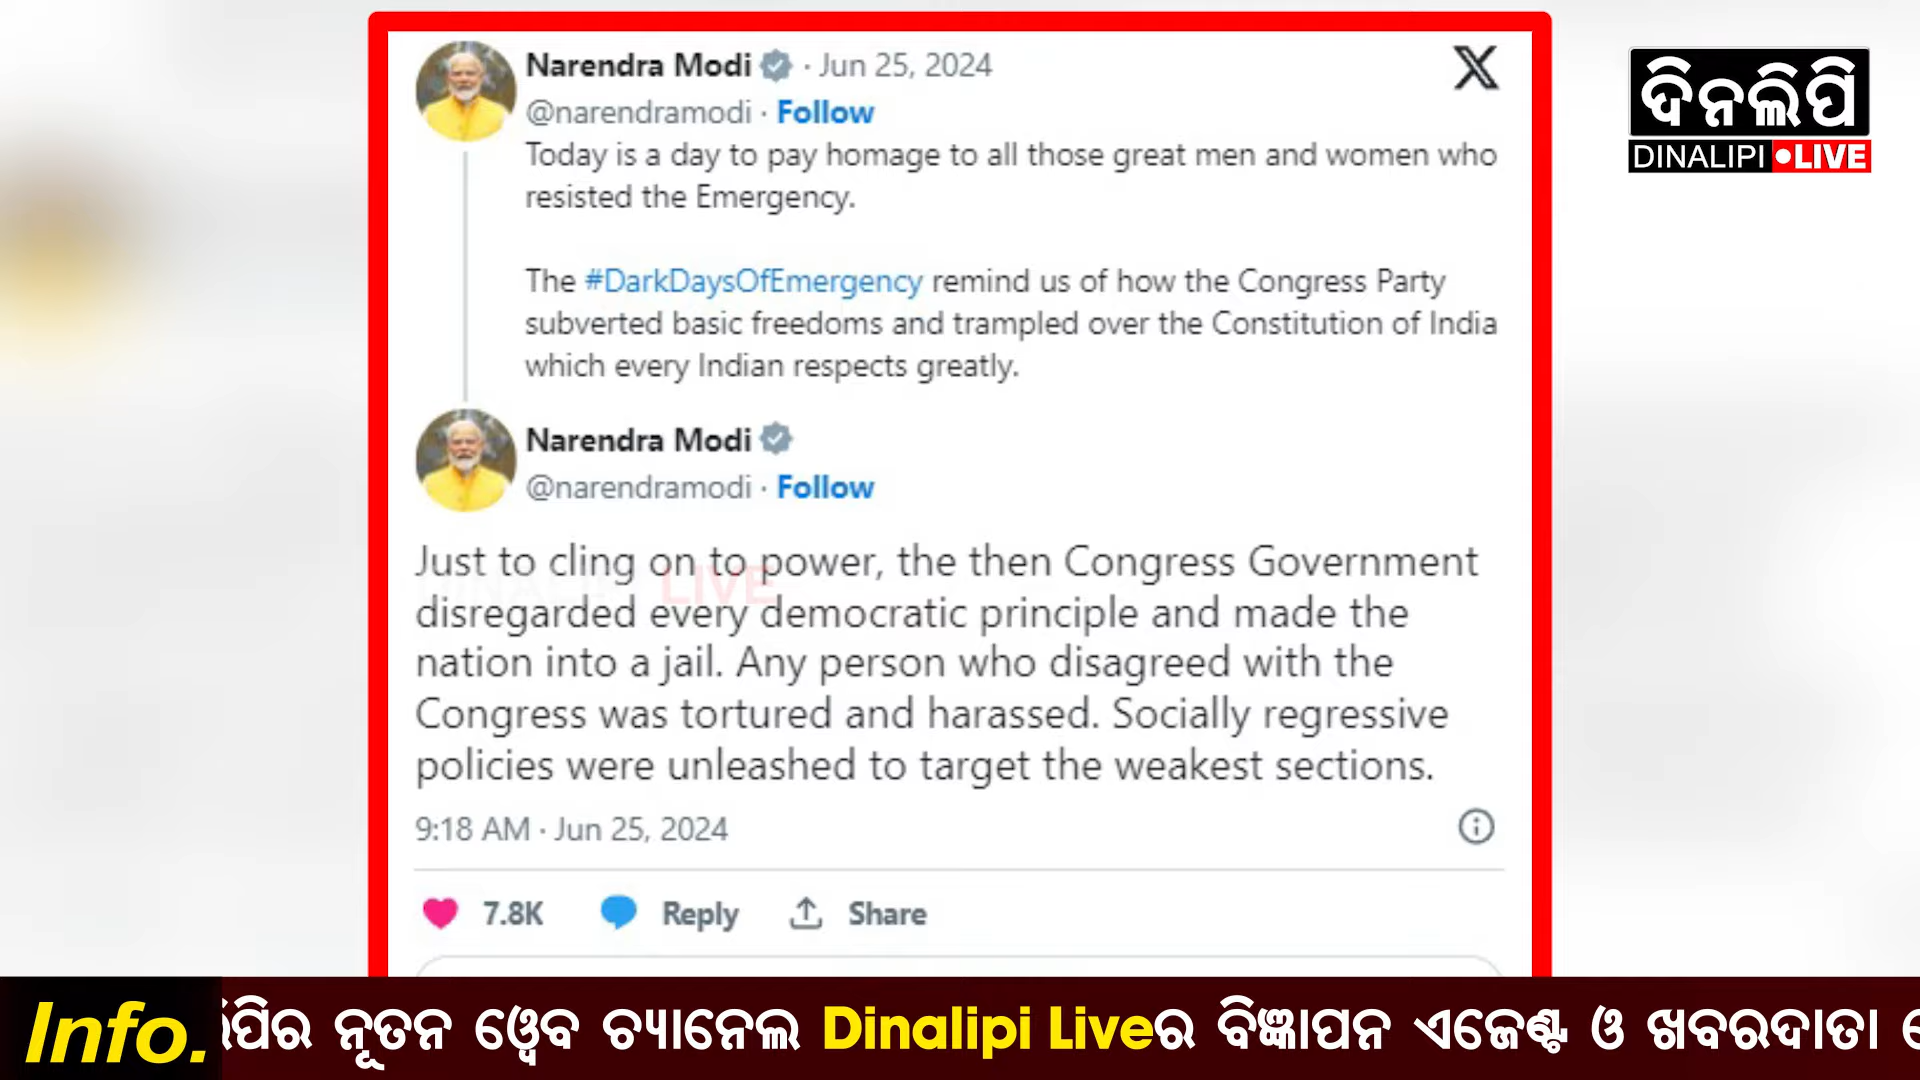 Narendra Modi · Jun 25, 2024
@narendramodi · Follow
Today is a day to pay homage to all those great men and women who
resisted the Emergency.
The #DarkDaysOfEmergency remind us of how the Congress Party
subverted basic freedoms and trampled over the Constitution of India
which every Indian respects greatly.
Narendra Modi
@narendramodi · Follow
Just to cling on to power, the then Congress Government
disregarded every democratic principle and made the
nation into a jail. Any person who disagreed with the
Congress was tortured and harassed. Socially regressive
policies were unleashed to target the weakest sections.
DINALIPI LIVE
9:18 AM · Jun 25, 2024
7.8K Reply Share
ଦିନଲିପି
DINALIPI LIVE
Info. ନୂତନ ୱେବ ଚ୍ୟାନେଲ Dinalipi Liveର ବିଜ୍ଞାପନ ଏଜେଣ୍ଟ ଓ ଖବରଦାତା